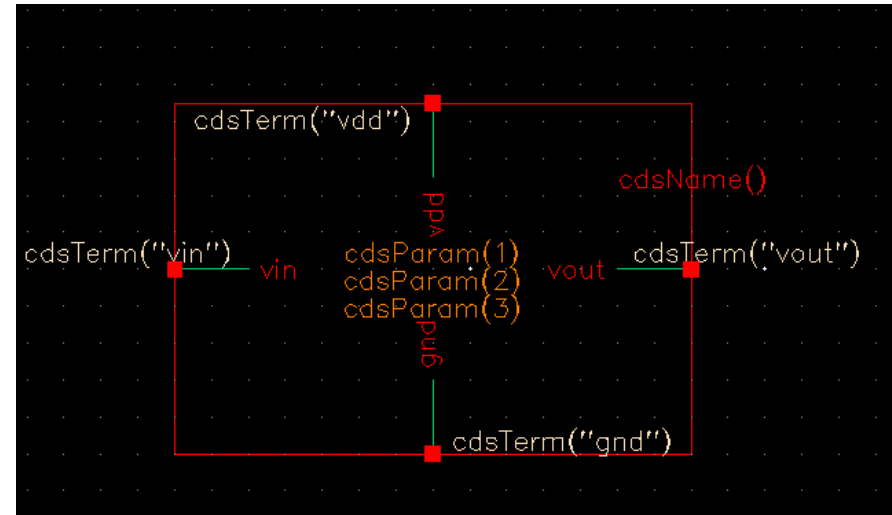 cdsTerm("vdd")
cdsName()
vdd
cdsTerm("vin")
vin
cdsParam(1)
cdsParam(2)
cdsParam(3)
vout
cdsTerm("vout")
gnd
cdsTerm("gnd")